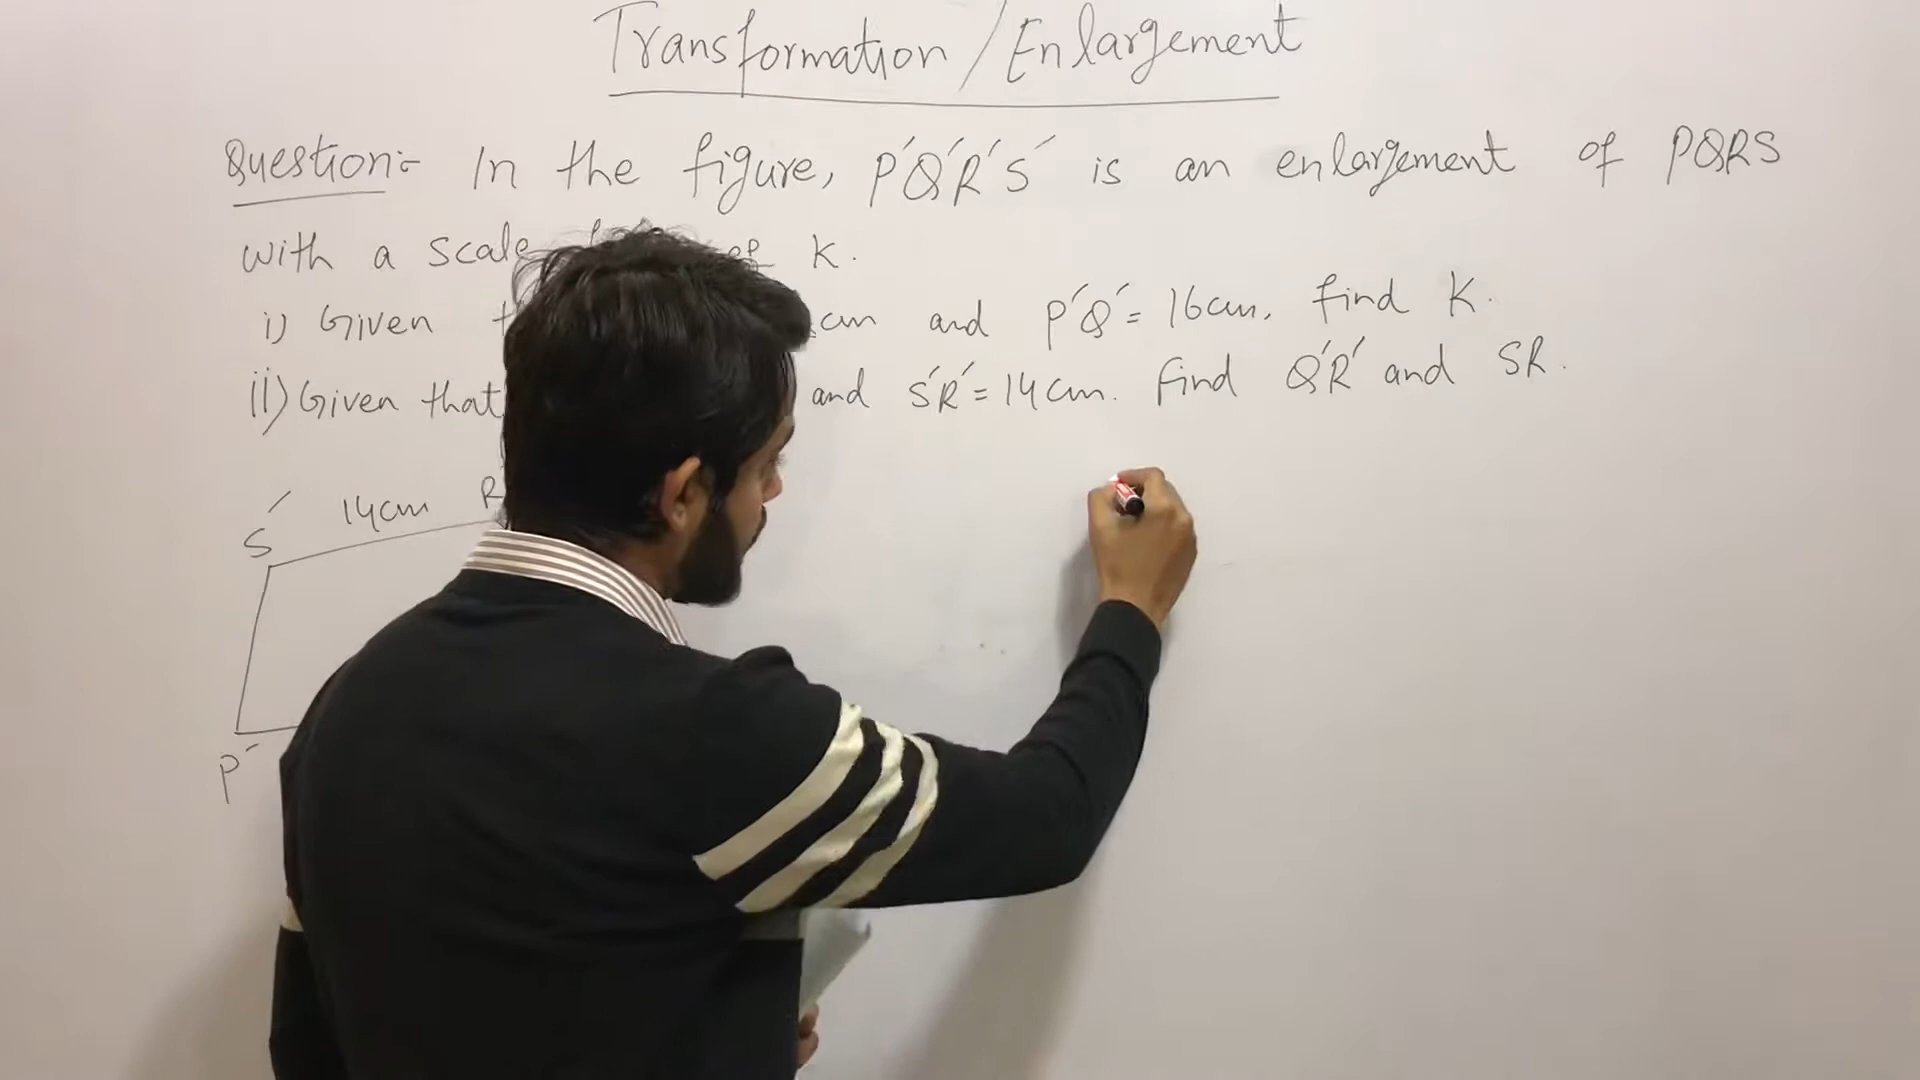 Transformation / Enlargement
Question:- In the figure, P'Q'R'S' is an enlargement of PQRS
with a scale of K.
i) Given cm and P'Q' = 16cm, find K.
ii) Given that and S'R' = 14cm. Find Q'R' and SR.
14cm R
S'
P'